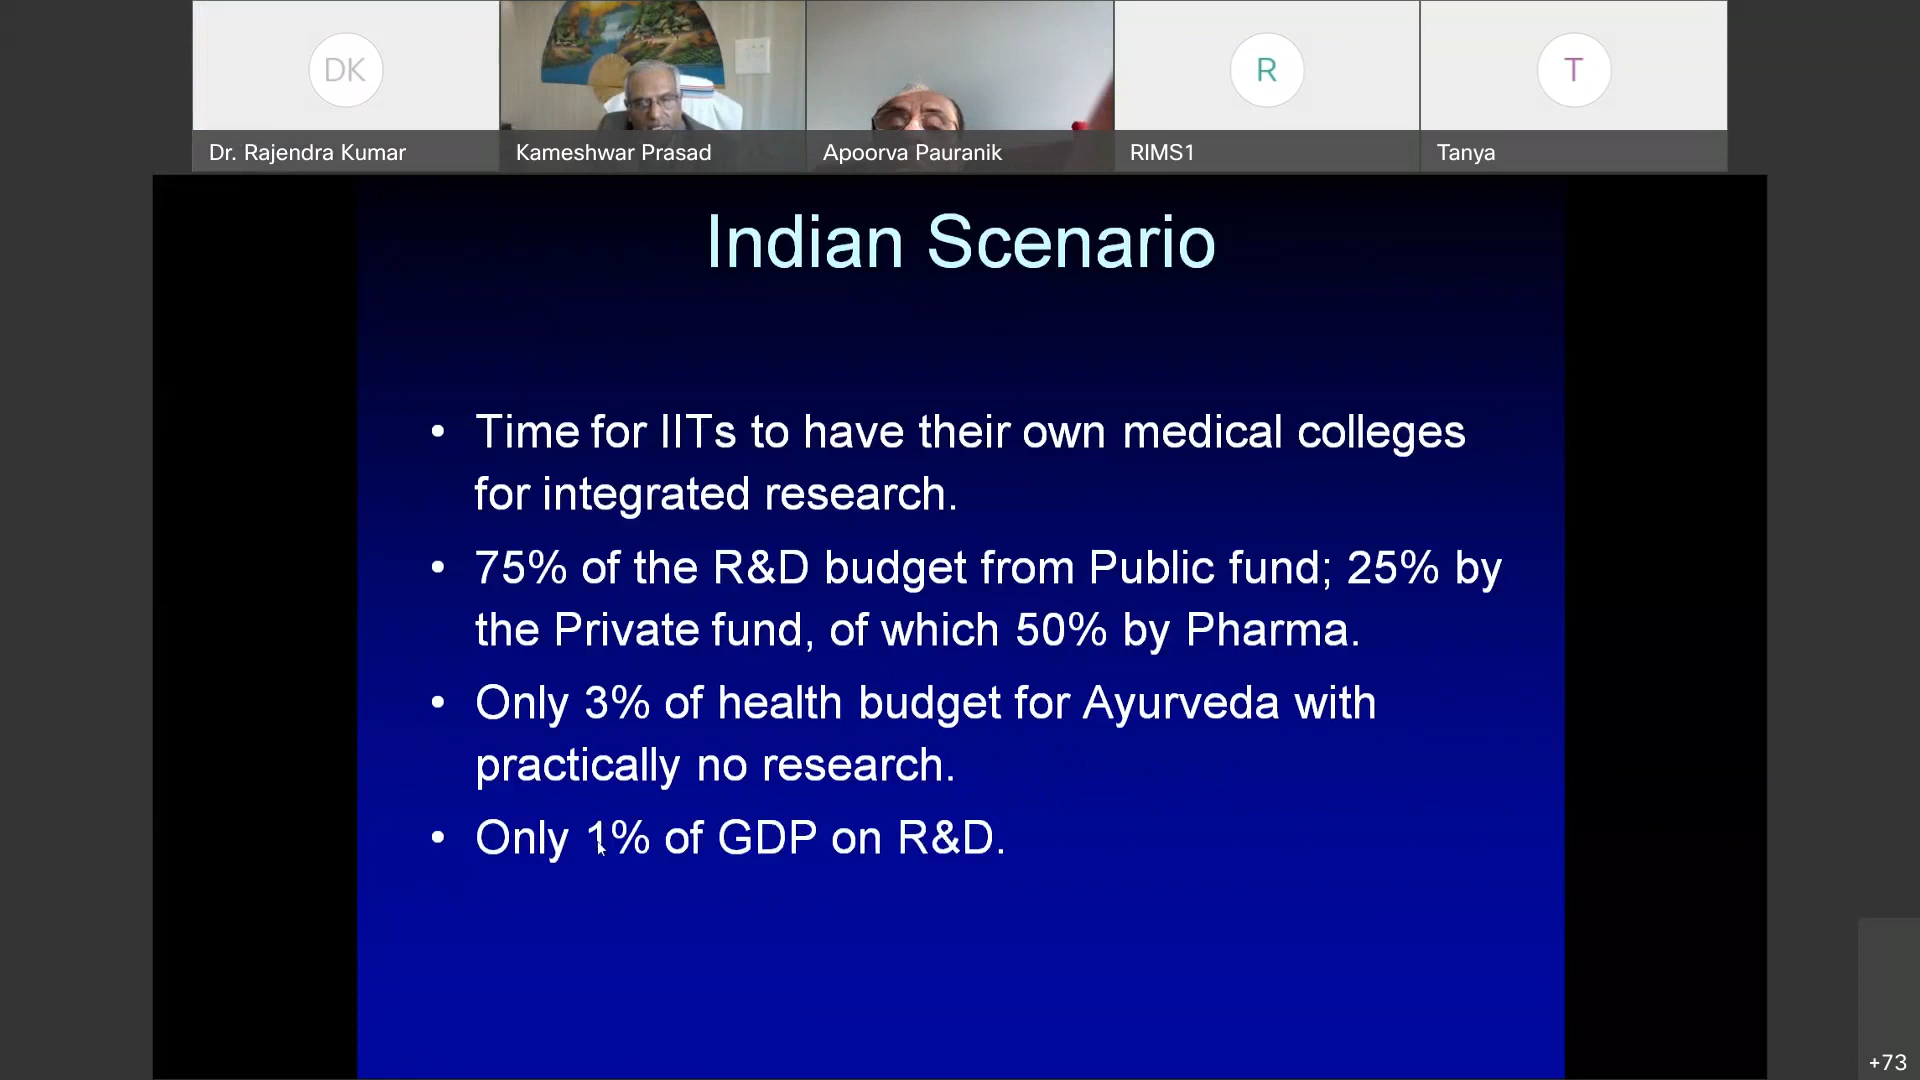 DK
R
T
Dr. Rajendra Kumar
Kameshwar Prasad
Apoorva Pauranik
RIMS1
Tanya
Indian Scenario
• Time for IITs to have their own medical colleges
for integrated research.
• 75% of the R&D budget from Public fund; 25% by
the Private fund, of which 50% by Pharma.
• Only 3% of health budget for Ayurveda with
practically no research.
• Only 1% of GDP on R&D.
+73